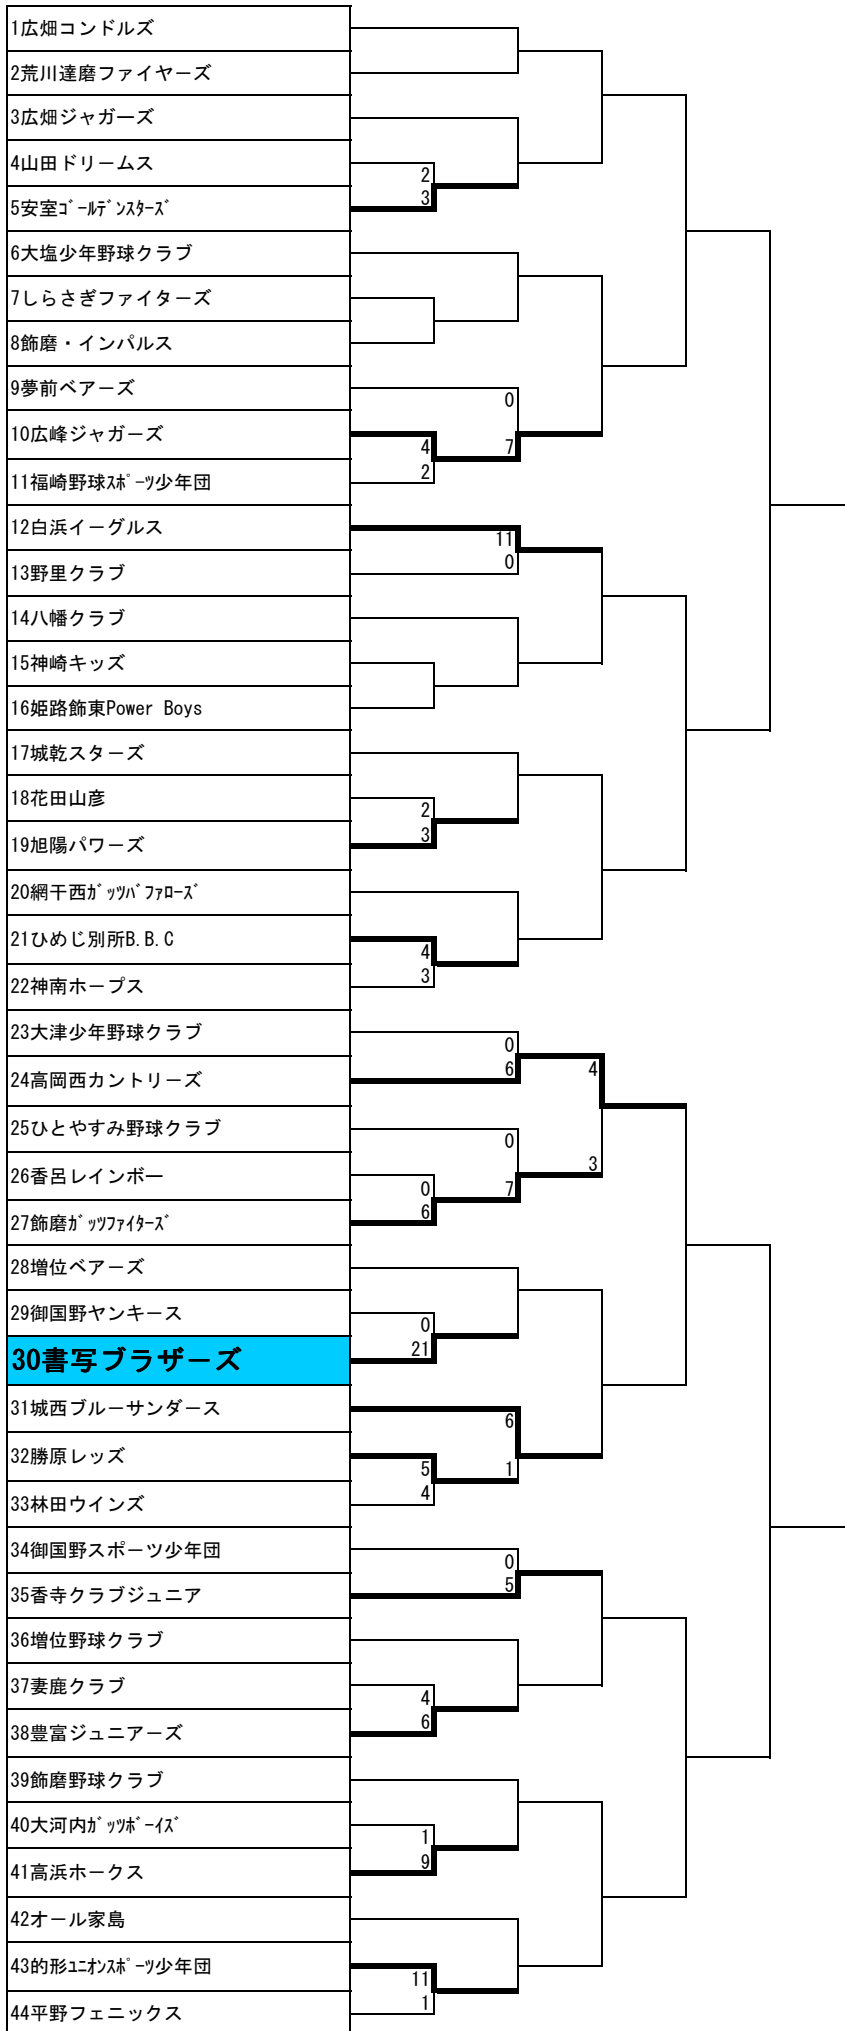 1広畑コンドルズ
2荒川達磨ファイヤーズ
3広畑ジャガーズ
4山田ドリームス
2
3
5安室ｺﾞｰﾙﾃﾞﾝｽﾀｰｽﾞ
6大塩少年野球クラブ
7しらさぎファイターズ
8飾磨・インパルス
9夢前ベアーズ
0
10広峰ジャガーズ
4
7
2
11福崎野球ｽﾎﾟｰﾂ少年団
12白浜イーグルス
11
0
13野里クラブ
14八幡クラブ
15神崎キッズ
16姫路飾東Power Boys
17城乾スターズ
18花田山彦
2
3
19旭陽パワーズ
20網干西ｶﾞｯﾂﾊﾞﾌｧﾛｰｽﾞ
21ひめじ別所B.B.C
4
3
22神南ホープス
23大津少年野球クラブ
0
6
4
24高岡西カントリーズ
25ひとやすみ野球クラブ
0
3
26香呂レインボー
0
7
6
27飾磨ｶﾞｯﾂﾌｧｲﾀｰｽﾞ
28増位ベアーズ
29御国野ヤンキース
0
21
30書写ブラザーズ
31城西ブルーサンダース
6
32勝原レッズ
5
1
4
33林田ウインズ
34御国野スポーツ少年団
0
5
35香寺クラブジュニア
36増位野球クラブ
37妻鹿クラブ
4
6
38豊富ジュニアーズ
39飾磨野球クラブ
40大河内ｶﾞｯﾂﾎﾞｰｲｽﾞ
1
9
41高浜ホークス
42オール家島
43的形ﾕﾆｵﾝｽﾎﾟｰﾂ少年団
11
1
44平野フェニックス